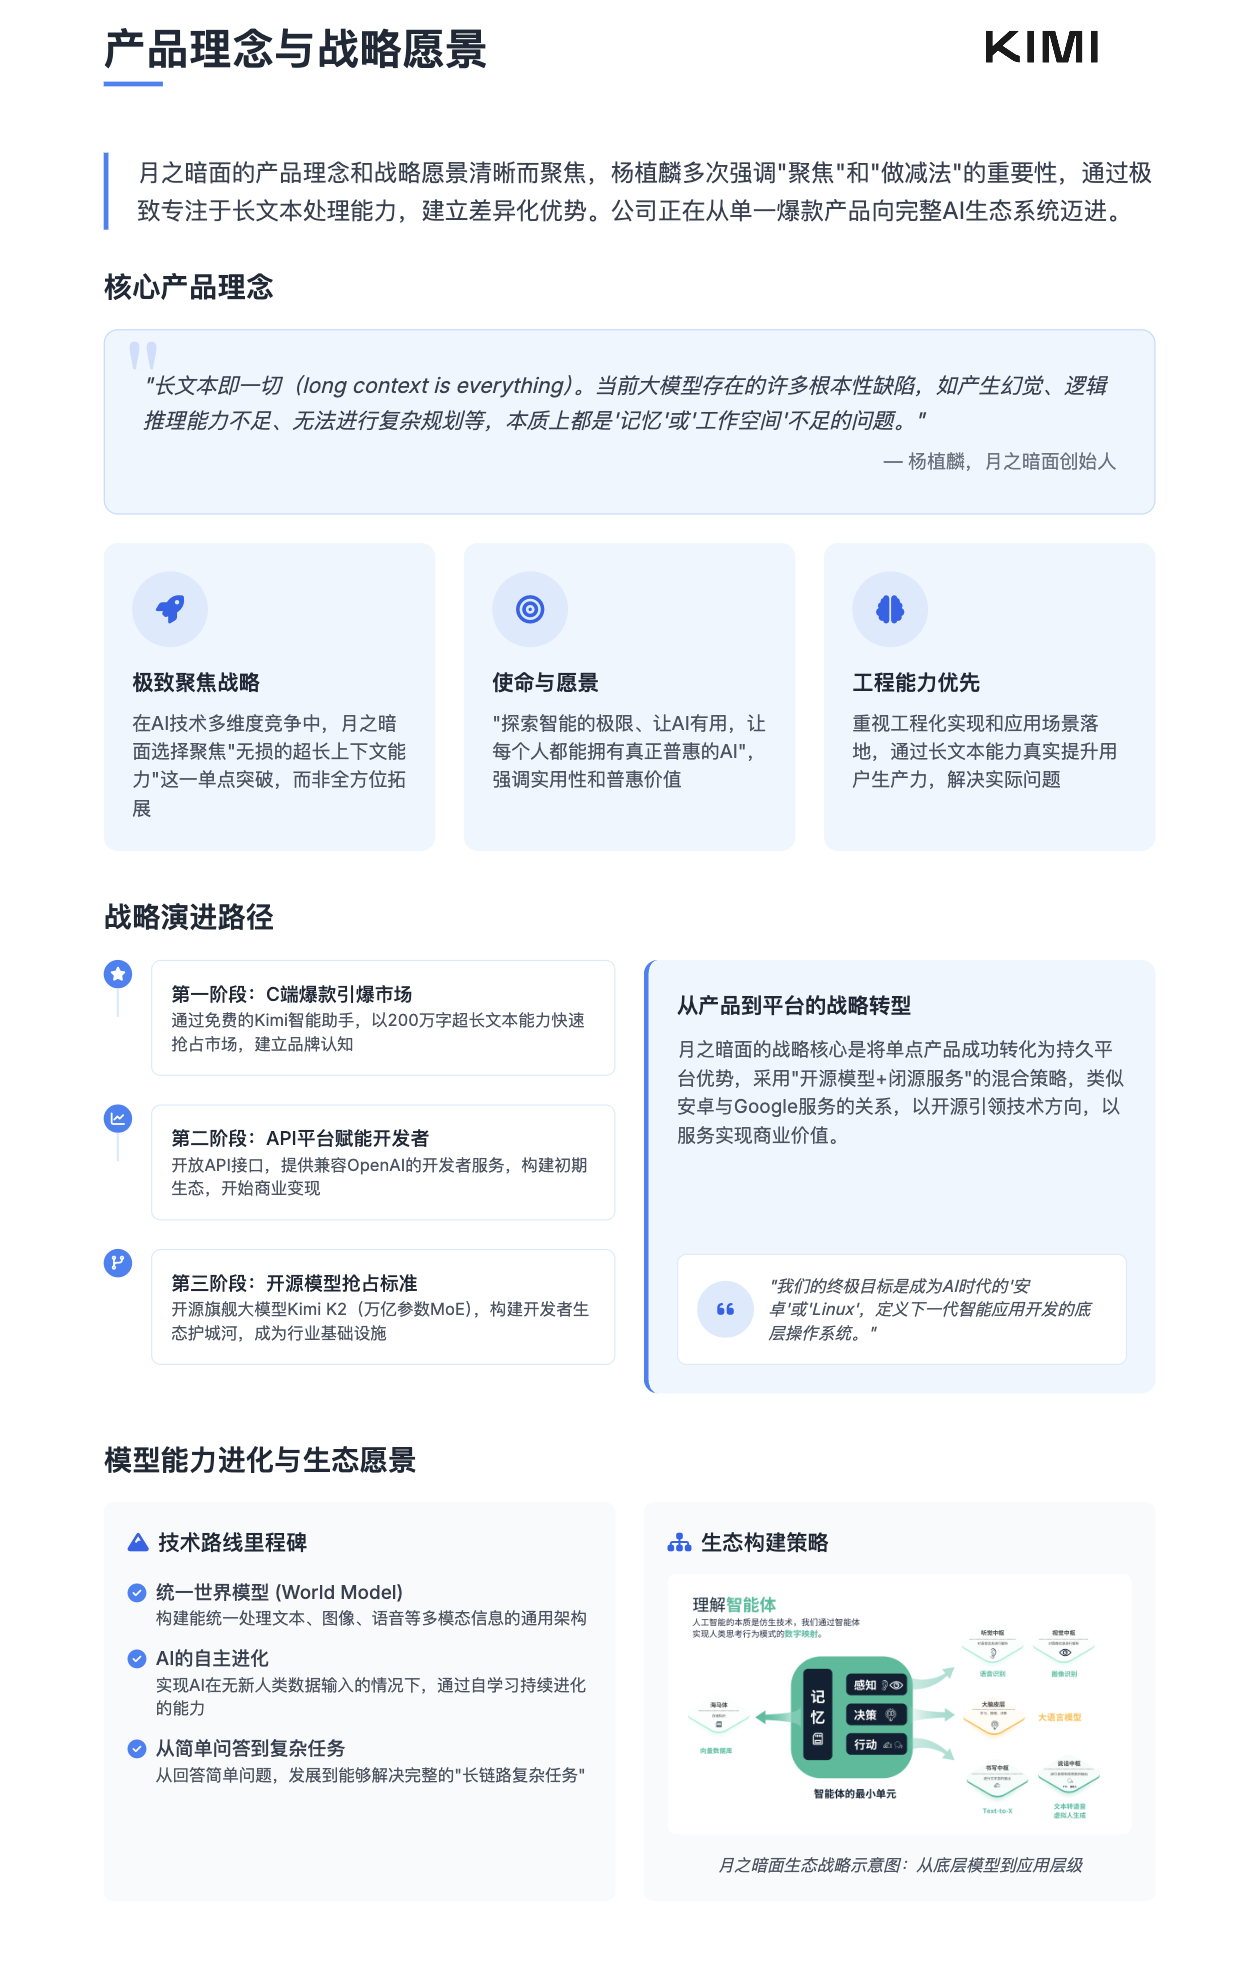 产品理念与战略愿景
KIMI
月之暗面的产品理念和战略愿景清晰而聚焦，杨植麟多次强调"聚焦"和"做减法"的重要性，通过极
致专注于长文本处理能力，建立差异化优势。公司正在从单一爆款产品向完整AI生态系统迈进。
核心产品理念
"长文本即一切（long context is everything）。当前大模型存在的许多根本性缺陷，如产生幻觉、逻辑
推理能力不足、无法进行复杂规划等，本质上都是'记忆'或'工作空间'不足的问题。"
— 杨植麟，月之暗面创始人
极致聚焦战略
在AI技术多维度竞争中，月之暗
面选择聚焦"无损的超长上下文能
力"这一单点突破，而非全方位拓
展
使命与愿景
"探索智能的极限、让AI有用，让
每个人都能拥有真正普惠的AI"，
强调实用性和普惠价值
工程能力优先
重视工程化实现和应用场景落
地，通过长文本能力真实提升用
户生产力，解决实际问题
战略演进路径
第一阶段：C端爆款引爆市场
通过免费的Kimi智能助手，以200万字超长文本能力快速
抢占市场，建立品牌认知
第二阶段：API平台赋能开发者
开放API接口，提供兼容OpenAI的开发者服务，构建初期
生态，开始商业变现
第三阶段：开源模型抢占标准
开源旗舰大模型Kimi K2（万亿参数MoE），构建开发者生
态护城河，成为行业基础设施
从产品到平台的战略转型
月之暗面的战略核心是将单点产品成功转化为持久平
台优势，采用"开源模型+闭源服务"的混合策略，类似
安卓与Google服务的关系，以开源引领技术方向，以
服务实现商业价值。
"我们的终极目标是成为AI时代的'安
卓'或'Linux'，定义下一代智能应用开发的底
层操作系统。"
模型能力进化与生态愿景
技术路线里程碑
统一世界模型 (World Model)
构建能统一处理文本、图像、语音等多模态信息的通用架构
AI的自主进化
实现AI在无新人类数据输入的情况下，通过自学习持续进化
的能力
从简单问答到复杂任务
从回答简单问题，发展到能够解决完整的"长链路复杂任务"
生态构建策略
理解智能体
人工智能的本质是仿生技术，我们通过智能体
实现人类思考行为模式的数字映射。
听觉中枢
语音识别
视觉中枢
图像识别
海马体
向量数据库
记忆
感知
决策
行动
智能体的最小单元
大脑皮层
大语言模型
书写中枢
Text-to-X
说话中枢
文本转语音
虚拟人生成
月之暗面生态战略示意图：从底层模型到应用层级